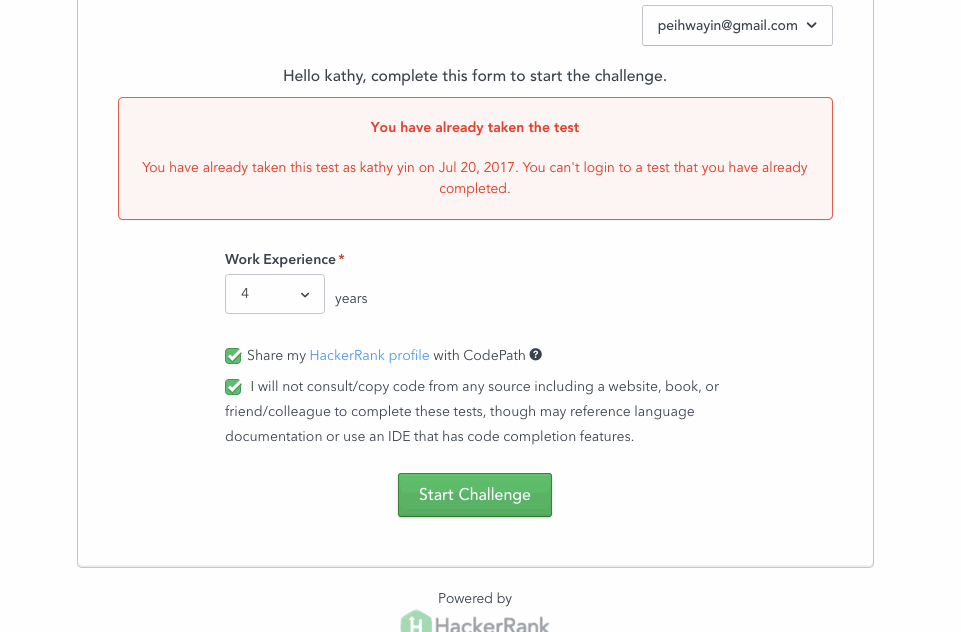 peihwayin@gmail.com
Hello kathy, complete this form to start the challenge.
You have already taken the test
You have already taken this test as kathy yin on Jul 20, 2017. You can't login to a test that you have already
completed.
Work Experience*
4
years
Share my HackerRank profile with CodePath ?
I will not consult/copy code from any source including a website, book, or
friend/colleague to complete these tests, though may reference language
documentation or use an IDE that has code completion features.
Start Challenge
Powered by
HackerRank